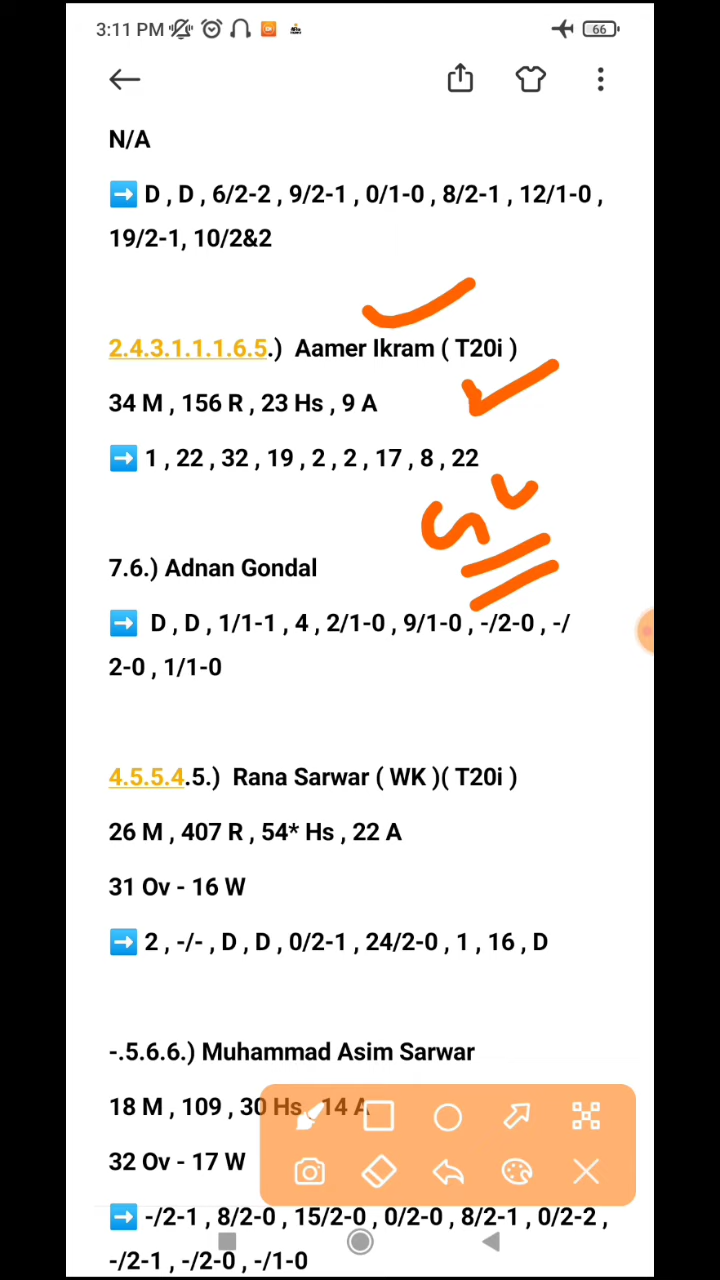 3:11 PM
66
N/A
➡️ D , D , 6/2-2 , 9/2-1 , 0/1-0 , 8/2-1 , 12/1-0 ,
19/2-1, 10/2&2
2.4.3.1.1.1.6.5.) Aamer Ikram ( T20i )
34 M , 156 R , 23 Hs , 9 A
➡️ 1 , 22 , 32 , 19 , 2 , 2 , 17 , 8 , 22
7.6.) Adnan Gondal
➡️ D , D , 1/1-1 , 4 , 2/1-0 , 9/1-0 , -/2-0 , -/
2-0 , 1/1-0
4.5.5.4.5.) Rana Sarwar ( WK )( T20i )
26 M , 407 R , 54* Hs , 22 A
31 Ov - 16 W
➡️ 2 , -/- , D , D , 0/2-1 , 24/2-0 , 1 , 16 , D
-.5.6.6.) Muhammad Asim Sarwar
18 M , 109 , 30 Hs , 14 A
32 Ov - 17 W
➡️ -/2-1 , 8/2-0 , 15/2-0 , 0/2-0 , 8/2-1 , 0/2-2 ,
-/2-1 , -/2-0 , -/1-0